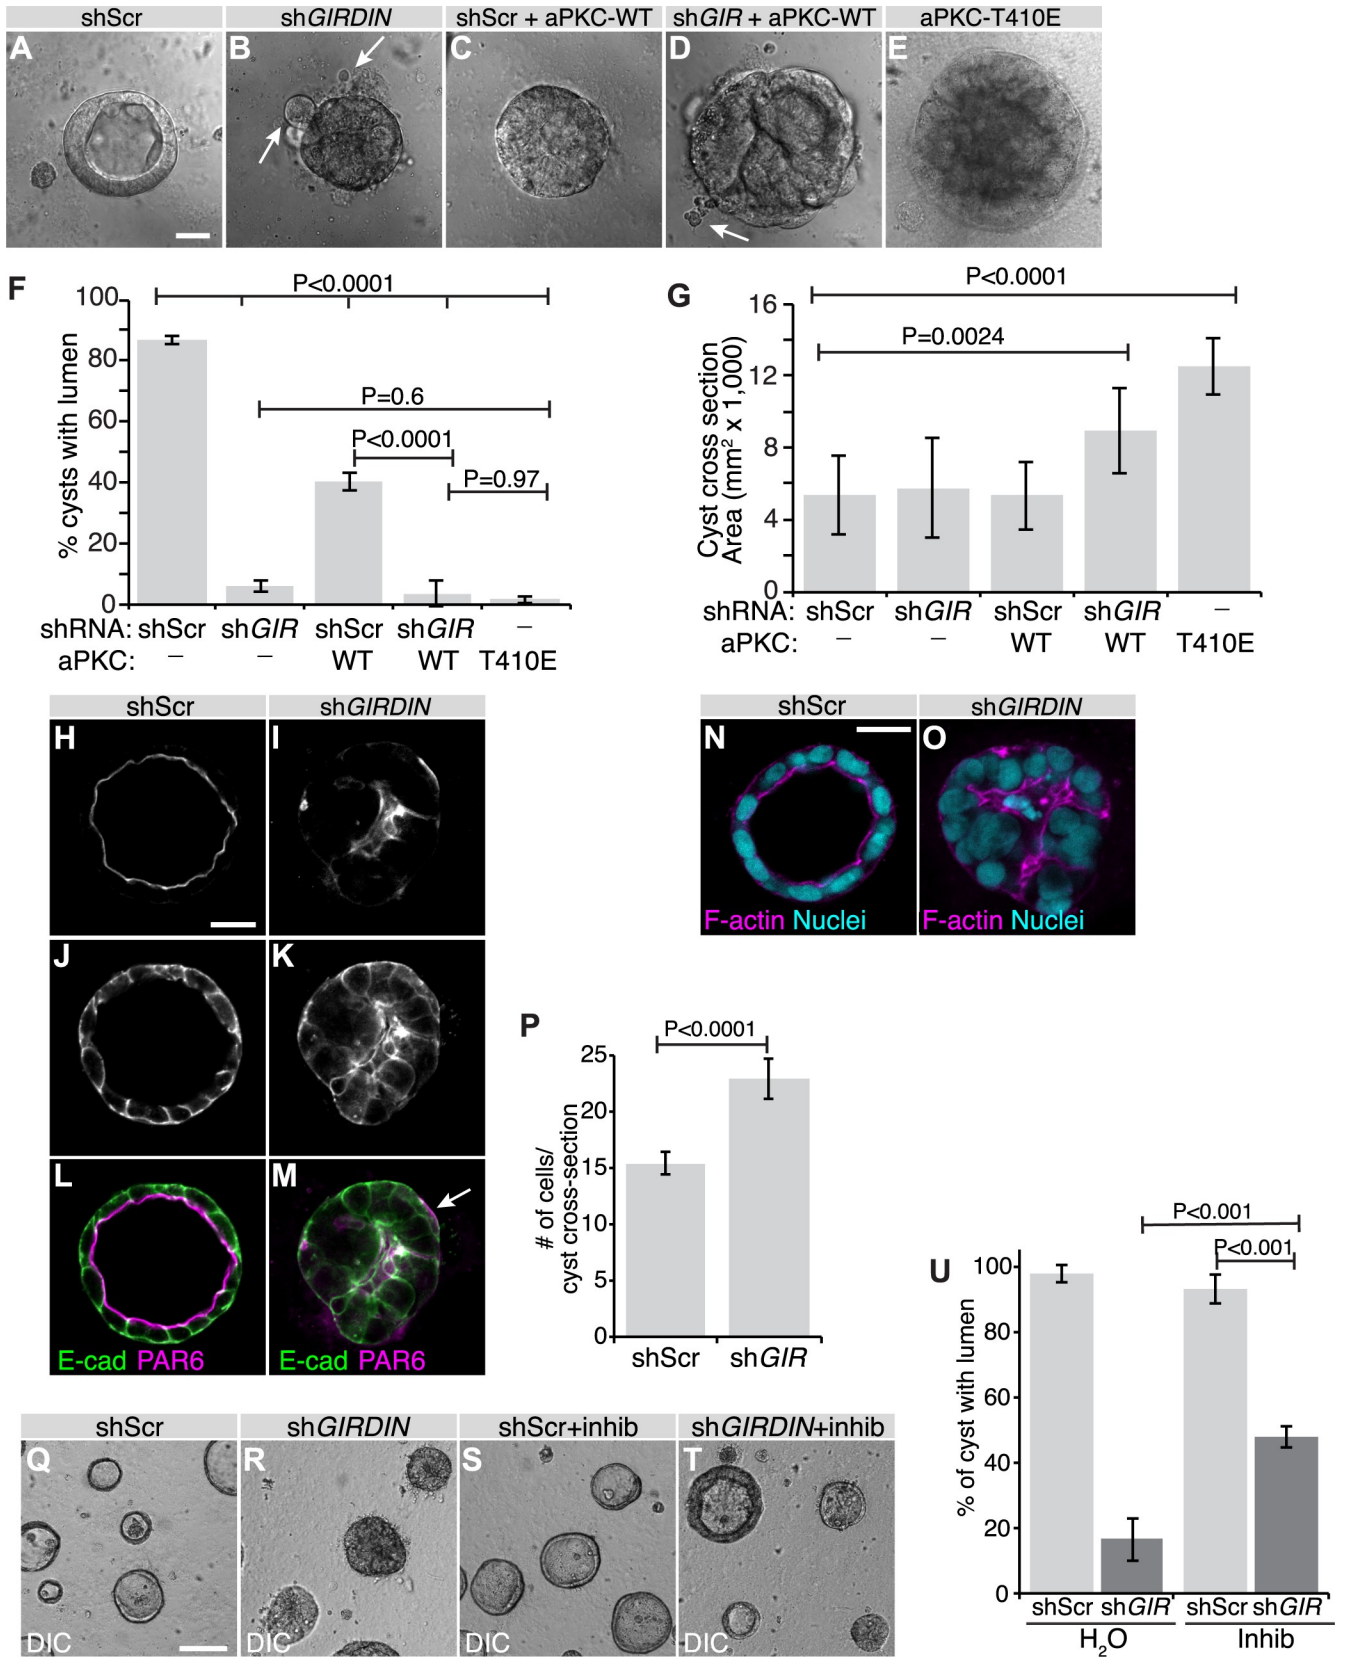 shScr
shGIRDIN
shScr + aPKC-WT
shGIR + aPKC-WT
aPKC-T410E
A
B
C
D
E
F
P<0.0001
P=0.6
P<0.0001
P=0.97
% cysts with lumen
100
80
60
40
20
0
shRNA: shScr shGIR shScr shGIR –
aPKC: – – WT WT T410E
G
P<0.0001
P=0.0024
Cyst cross section
Area (mm² x 1,000)
16
12
8
4
0
shRNA: shScr shGIR shScr shGIR –
aPKC: – – WT WT T410E
shScr
shGIRDIN
H
I
J
K
L
M
E-cad PAR6
E-cad PAR6
shScr
shGIRDIN
N
O
F-actin Nuclei
F-actin Nuclei
P
P<0.0001
# of cells/
cyst cross-section
25
20
15
10
5
0
shScr
shGIR
shScr
shGIRDIN
shScr+inhib
shGIRDIN+inhib
Q
R
S
T
DIC
DIC
DIC
DIC
U
P<0.001
P<0.001
% of cyst with lumen
100
80
60
40
20
0
shScr shGIR shScr shGIR
H₂O
Inhib